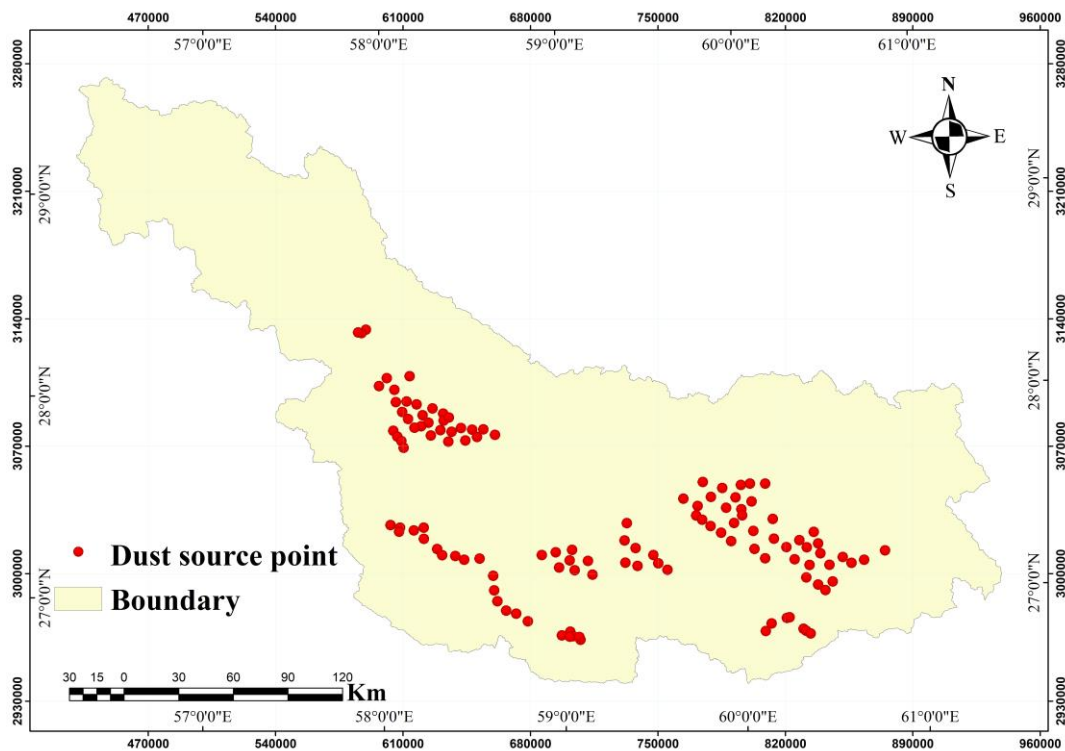 470000 540000 610000 680000 750000 820000 890000 960000
57°0'0"E 58°0'0"E 59°0'0"E 60°0'0"E 61°0'0"E
3280000 3280000
N
W E
S
3210000 29°0'0"N 29°0'0"N 3210000
3140000 3140000
28°0'0"N 28°0'0"N
3070000 3070000
Dust source point
3000000 3000000
Boundary
27°0'0"N 27°0'0"N
30 15 0 30 60 90 120
Km
2930000 2930000
57°0'0"E 58°0'0"E 59°0'0"E 60°0'0"E 61°0'0"E
470000 540000 610000 680000 750000 820000 890000 960000